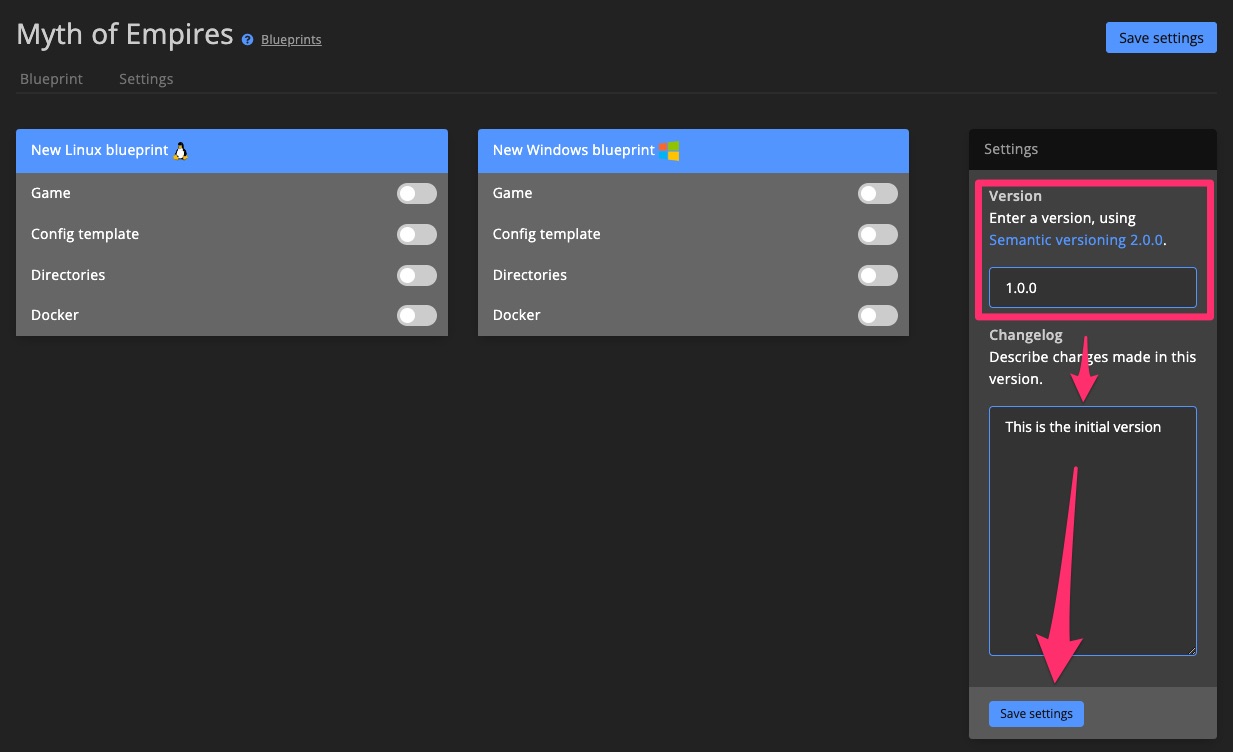 Myth of Empires ? Blueprints
Save settings
Blueprint Settings
New Linux blueprint
Game
Config template
Directories
Docker
New Windows blueprint
Game
Config template
Directories
Docker
Settings
Version
Enter a version, using
Semantic versioning 2.0.0.
1.0.0
Changelog
Describe changes made in this
version.
This is the initial version
Save settings